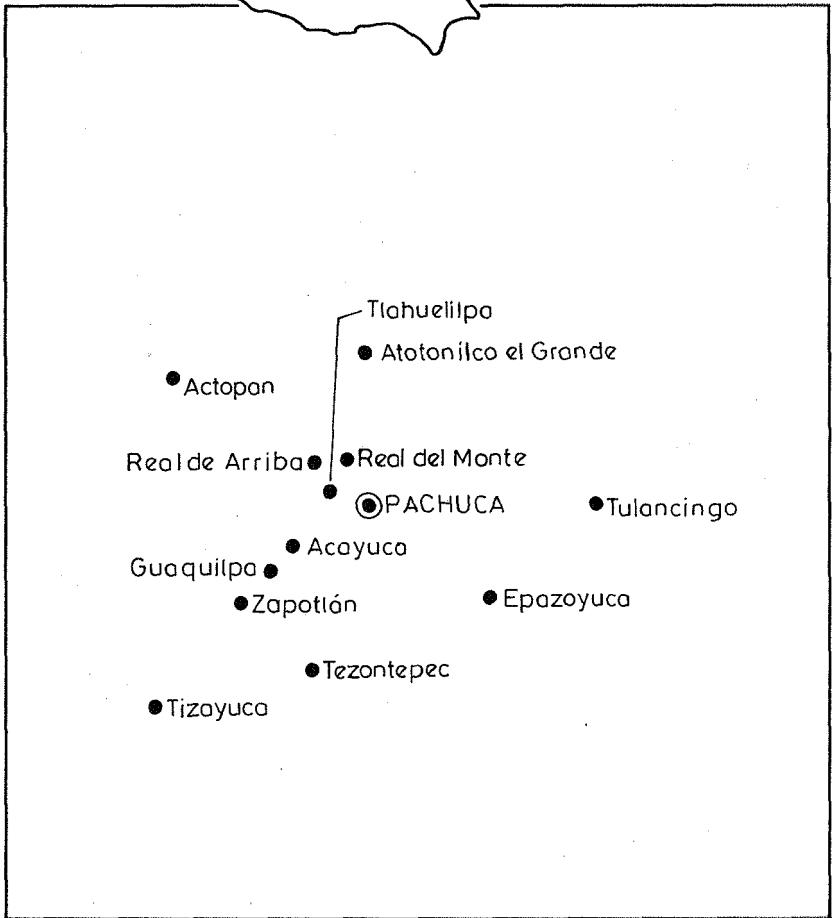 Tlahuelilpa
Atotonilco el Grande
Actopan
Real de Arriba
Real del Monte
PACHUCA
Tulancingo
Acayuca
Guaquilpa
Zapotlán
Epazoyuca
Tezontepec
Tizayuca